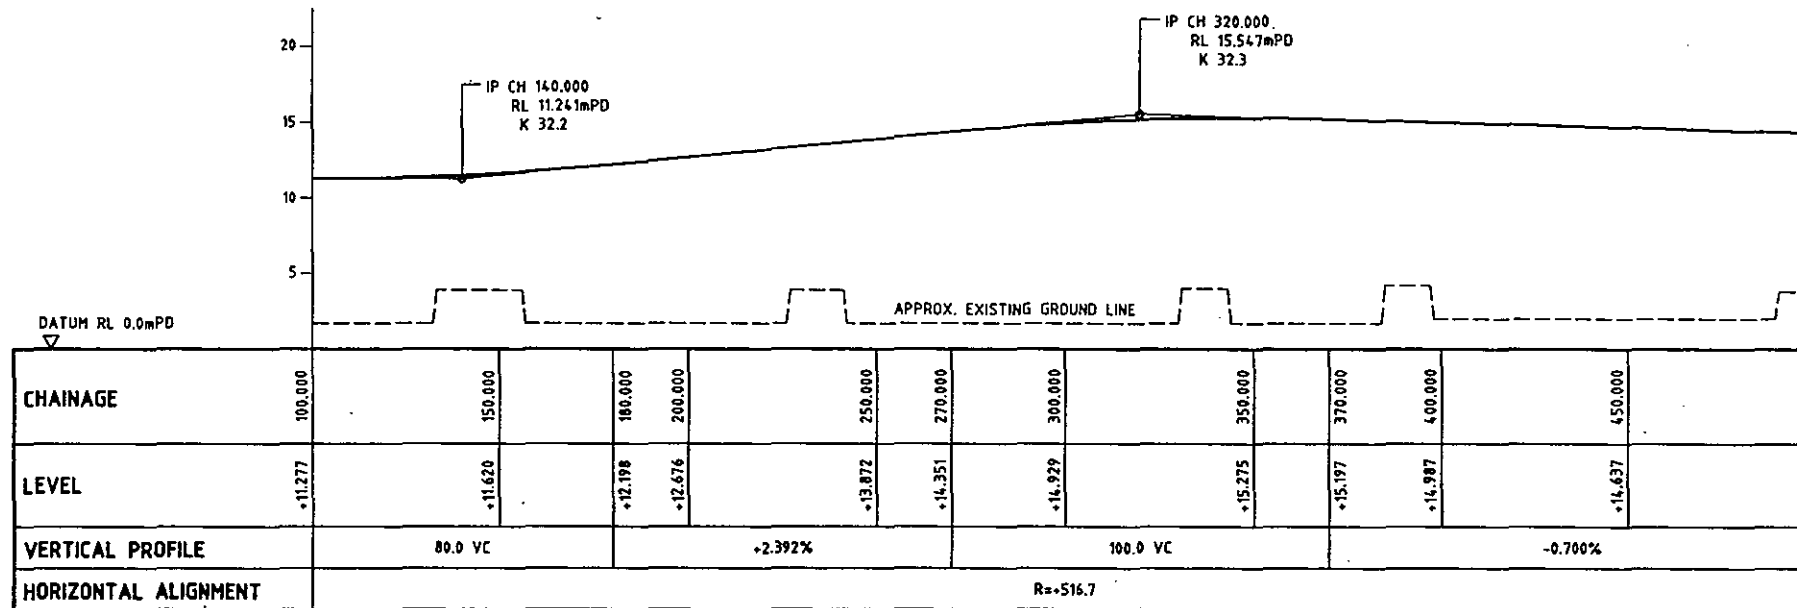 20
15
10
5
IP CH 140.000
RL 11.241mPD
K 32.2
IP CH 320.000
RL 15.547mPD
K 32.3
APPROX. EXISTING GROUND LINE
DATUM RL 0.0mPD
CHAINAGE 100.000 150.000 180.000 200.000 250.000 270.000 300.000 350.000 370.000 400.000 450.000
LEVEL +11.277 +11.620 +12.198 +12.676 +13.872 +14.351 +14.929 +15.275 +15.197 +14.987 +14.637
VERTICAL PROFILE 80.0 VC +2.392% 100.0 VC -0.700%
HORIZONTAL ALIGNMENT R=+516.7